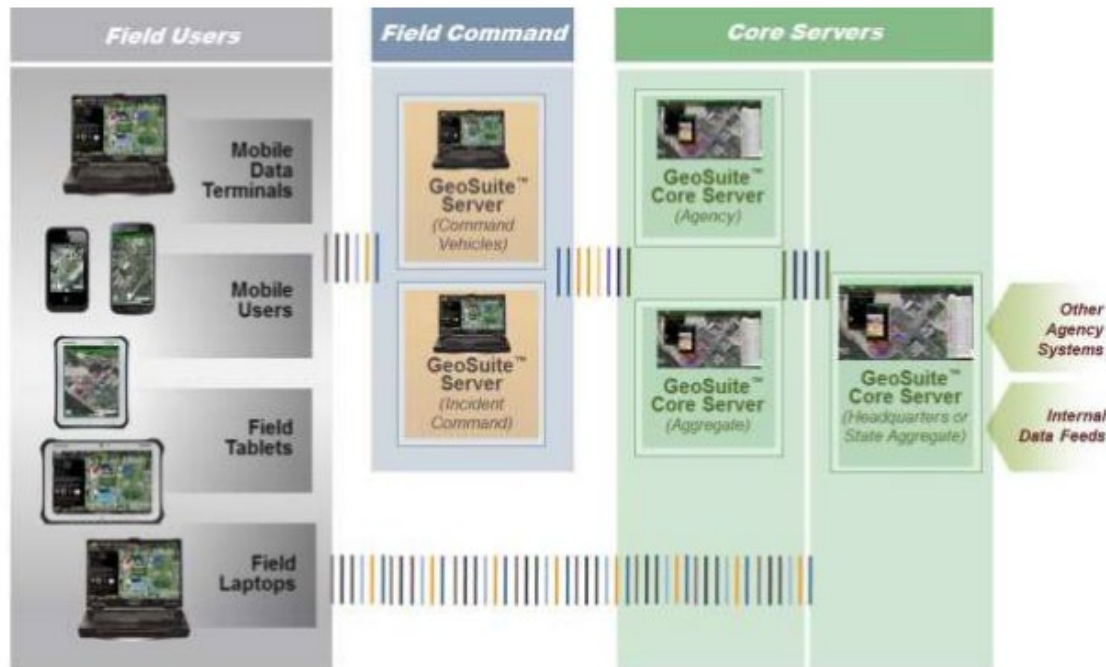 Field Users
Field Command
Core Servers
Mobile
Data
Terminals
Mobile
Users
Field
Tablets
Field
Laptops
GeoSuite™
Server
(Command
Vehicles)
GeoSuite™
Server
(Incident
Command)
GeoSuite™
Core Server
(Agency)
GeoSuite™
Core Server
(Aggregate)
GeoSuite™
Core Server
(Headquarters or
State Aggregate)
Other
Agency
Systems
Internal
Data Feeds